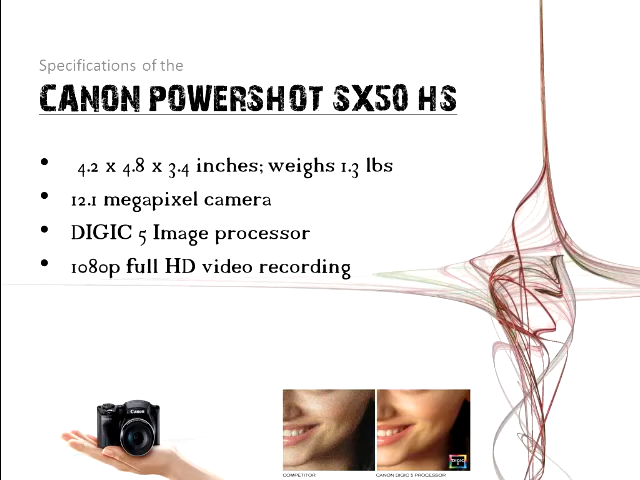 Specifications of the
CANON POWERSHOT SX50 HS
• 4.2 x 4.8 x 3.4 inches; weighs 1.3 lbs
• 12.1 megapixel camera
• DIGIC 5 Image processor
• 1080p full HD video recording
Canon
DIGIC
COMPETITOR
CANON DIGIC 5 PROCESSOR